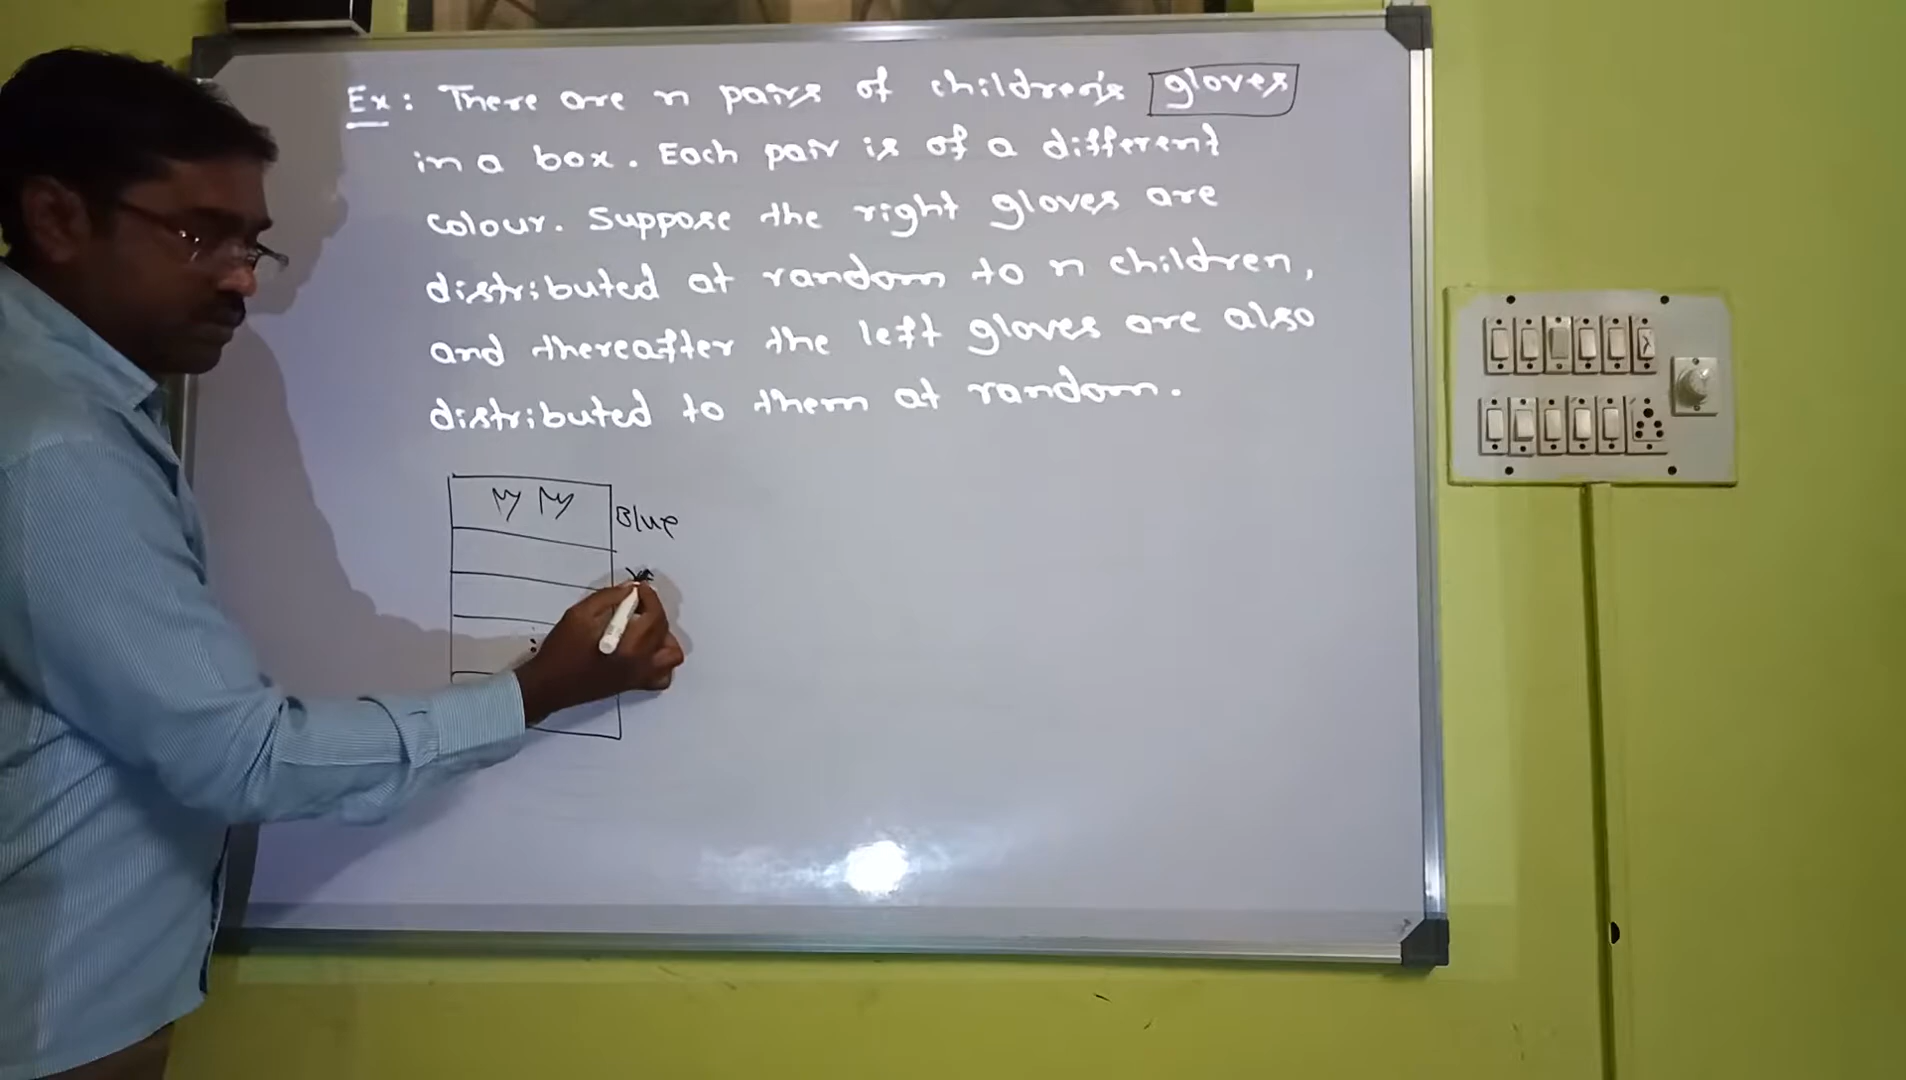 Ex: There are n pairs of children's gloves
in a box. Each pair is of a different
colour. Suppose the right gloves are
distributed at random to n children,
and thereafter the left gloves are also
distributed to them at random.
Blue